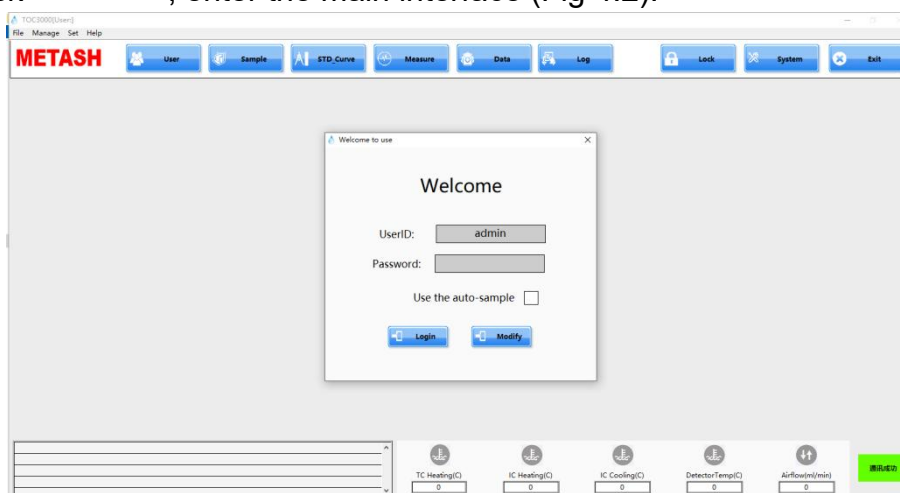 , enter the main interface (Fig 4.2).
TOC3000[User:]
File Manage Set Help
METASH User Sample STD_Curve Measure Data Log Lock System Exit
Welcome to use
Welcome
UserID: admin
Password:
Use the auto-sample
Login Modify
TC Heating(C) IC Heating(C) IC Cooling(C) DetectorTemp(C) Airflow(ml/min) 通讯成功
0 0 0 0 0